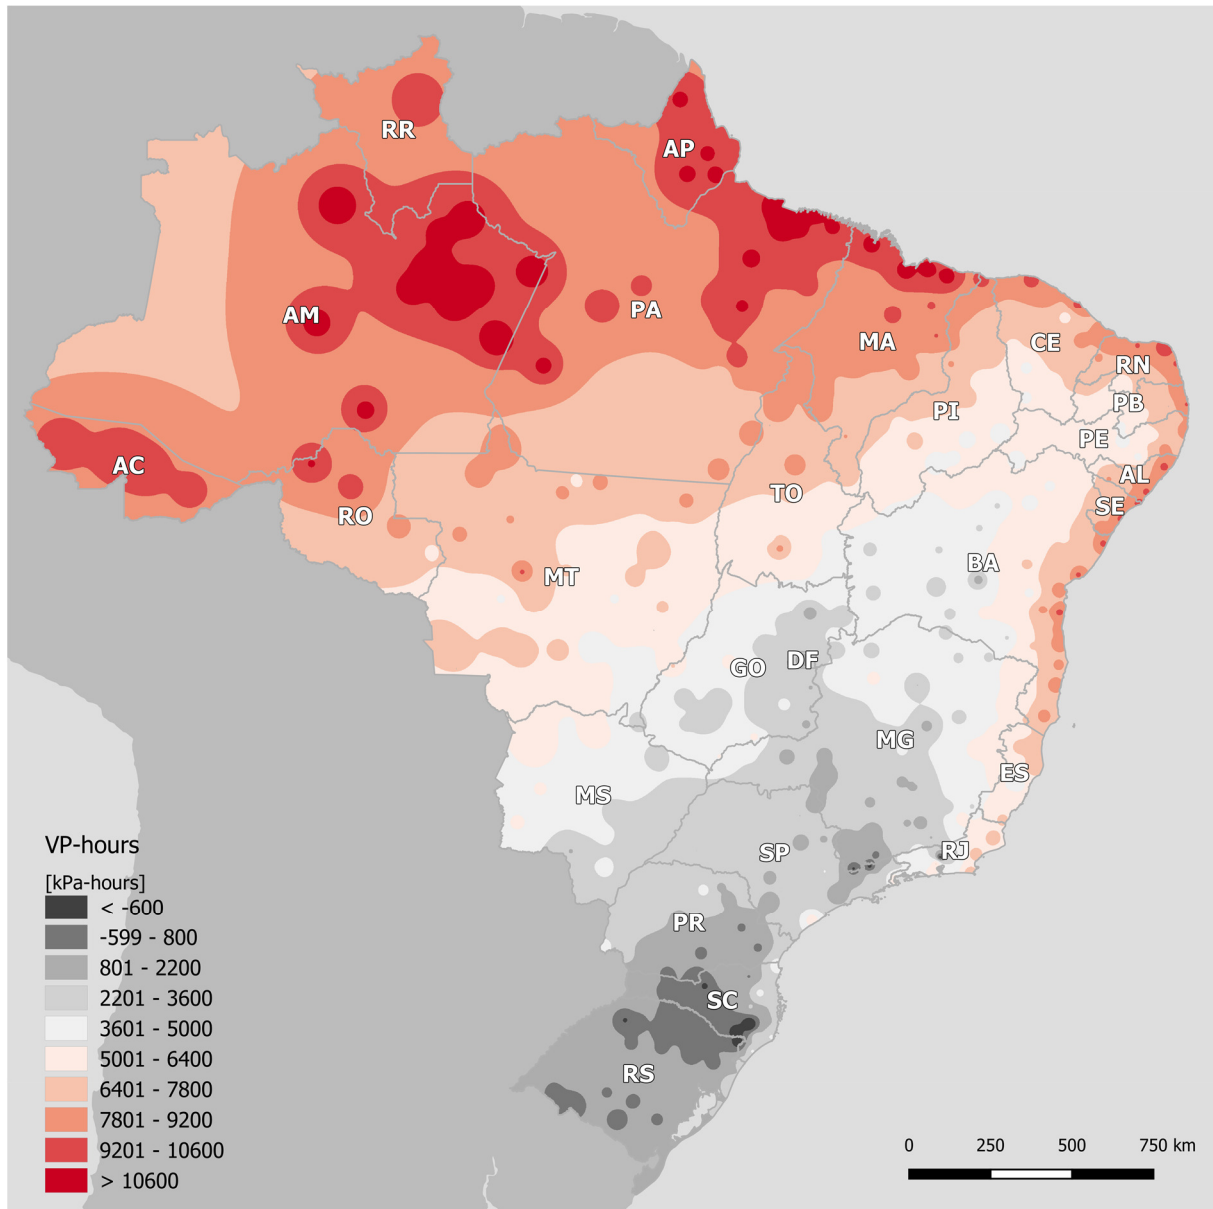 RR
AP
AM
PA
MA
CE
RN
PI
PB
PE
AC
AL
TO
SE
RO
BA
MT
GO
DF
MG
ES
MS
SP
RJ
PR
SC
RS
VP-hours
[kPa-hours]
< -600
-599 - 800
801 - 2200
2201 - 3600
3601 - 5000
5001 - 6400
6401 - 7800
7801 - 9200
9201 - 10600
> 10600
0 250 500 750 km